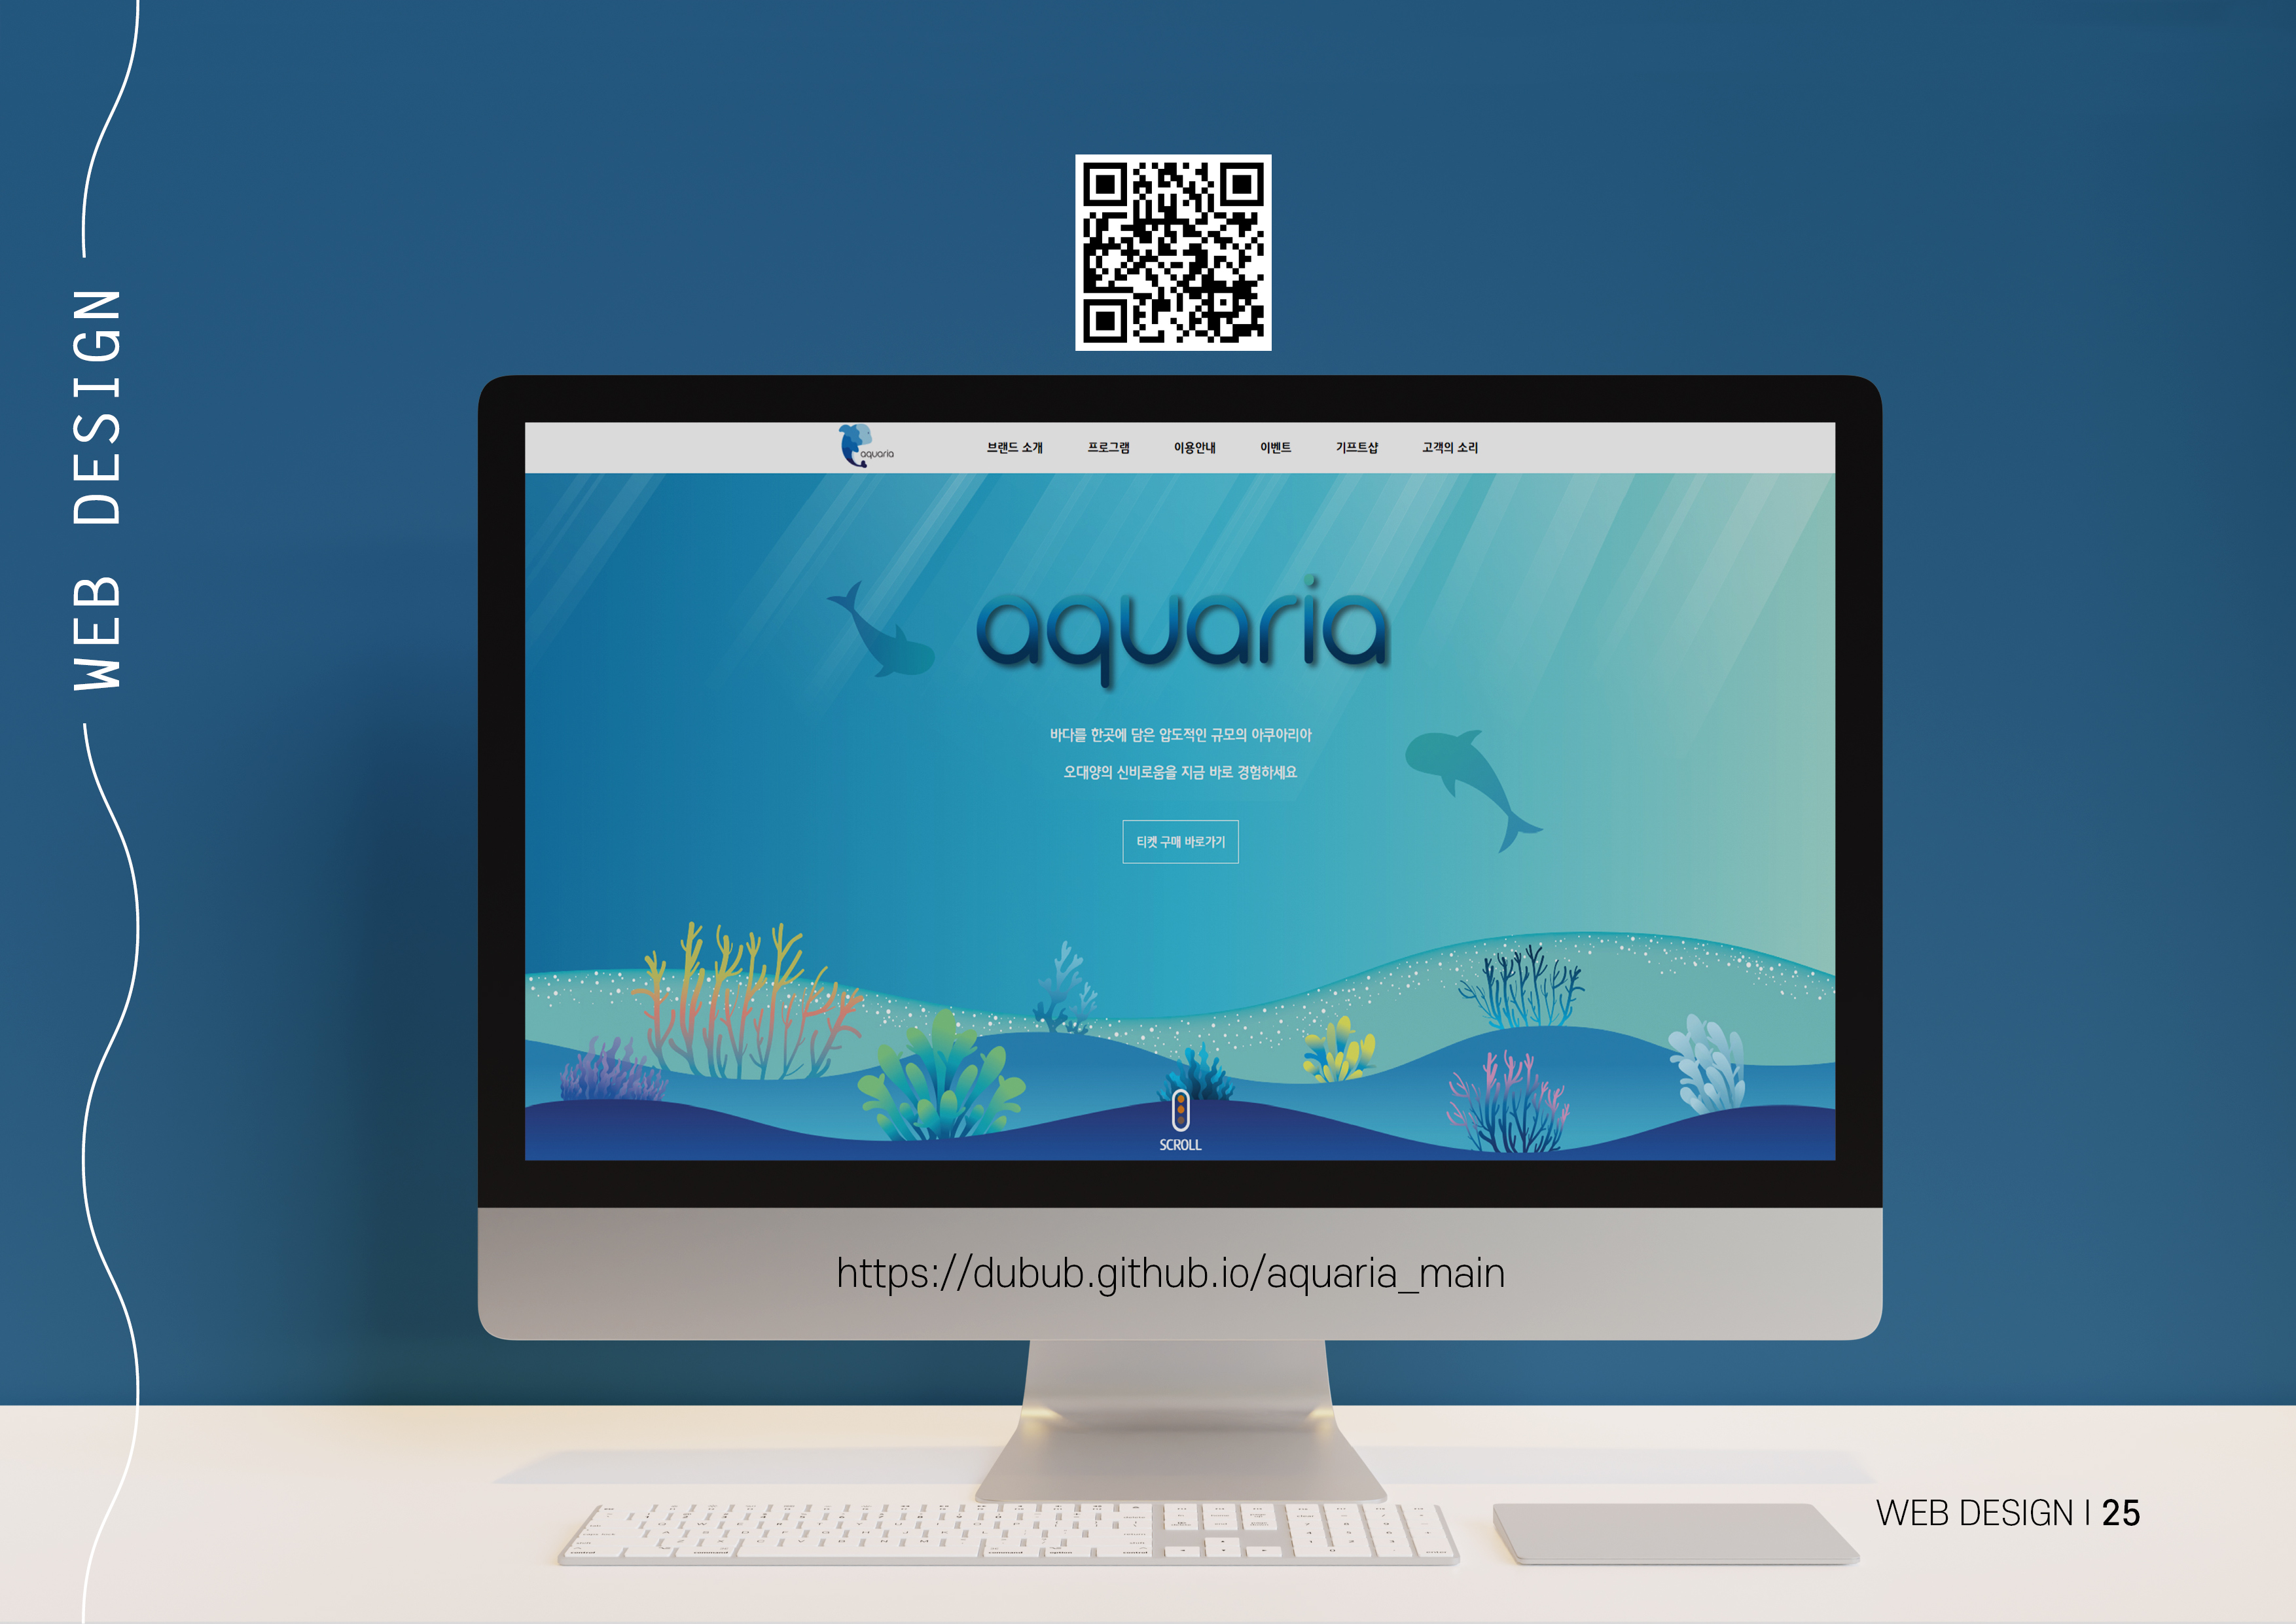 WEB DESIGN
aquaria
브랜드 소개 프로그램 이용안내 이벤트 기프트샵 고객의 소리
aquaria
바다를 한곳에 담은 압도적인 규모의 아쿠아리아
오대양의 신비로움을 지금 바로 경험하세요
티켓 구매 바로가기
SCROLL
https://dubub.github.io/aquaria_main
WEB DESIGN I 25